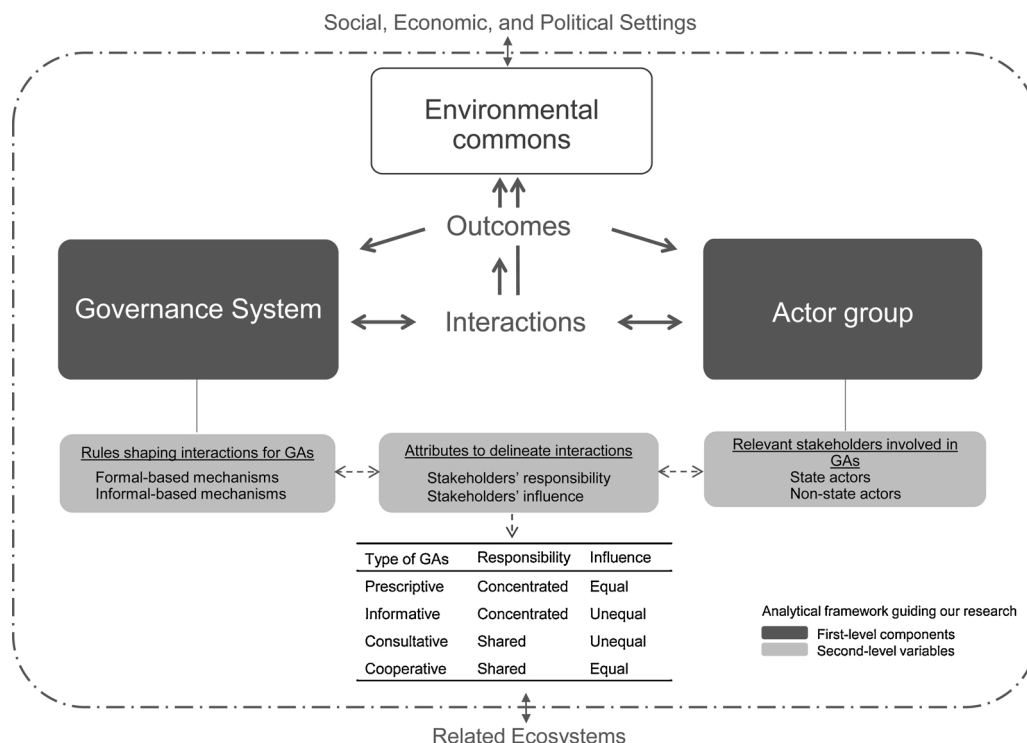 Social, Economic, and Political Settings
Environmental
commons
Outcomes
Governance System
Interactions
Actor group
Rules shaping interactions for GAs
Formal-based mechanisms
Informal-based mechanisms
Attributes to delineate interactions
Stakeholders’ responsibility
Stakeholders’ influence
Relevant stakeholders involved in
GAs
State actors
Non-state actors
Type of GAs Responsibility Influence
Prescriptive Concentrated Equal
Informative Concentrated Unequal
Consultative Shared Unequal
Cooperative Shared Equal
Analytical framework guiding our research
First-level components
Second-level variables
Related Ecosystems